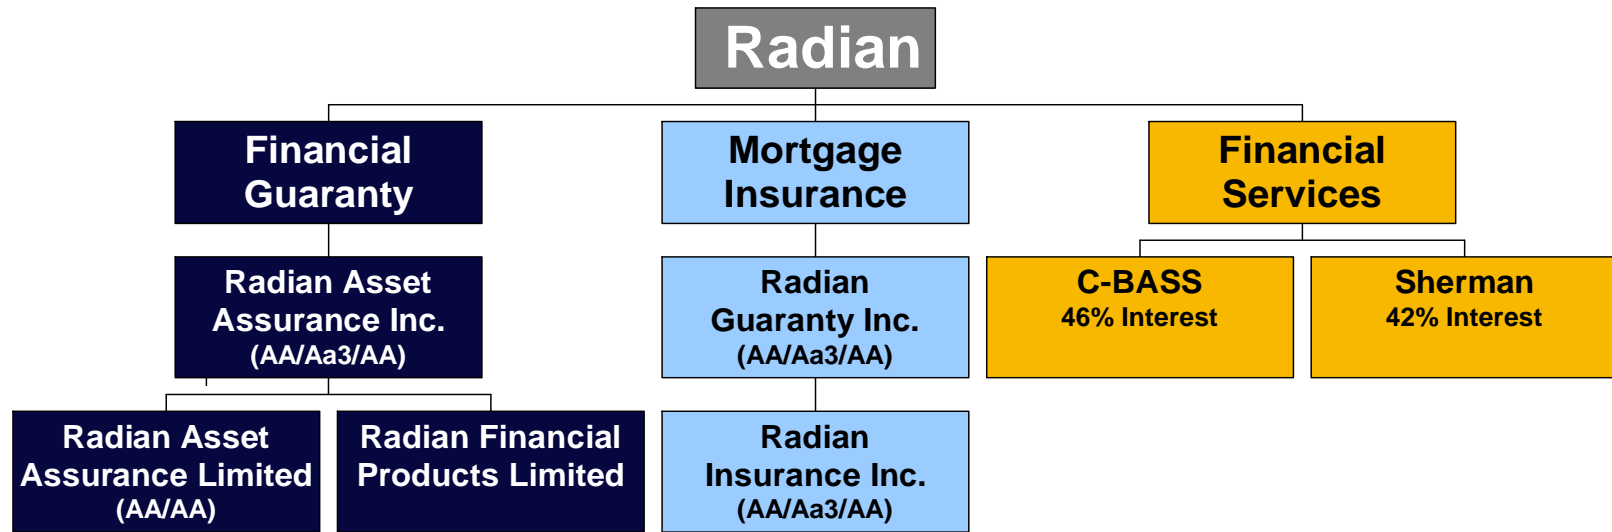 Radian
Financial
Guaranty
Mortgage
Insurance
Financial
Services
Radian Asset
Assurance Inc.
(AA/Aa3/AA)
Radian
Guaranty Inc.
(AA/Aa3/AA)
C-BASS
46% Interest
Sherman
42% Interest
Radian Asset
Assurance Limited
(AA/AA)
Radian Financial
Products Limited
Radian
Insurance Inc.
(AA/Aa3/AA)